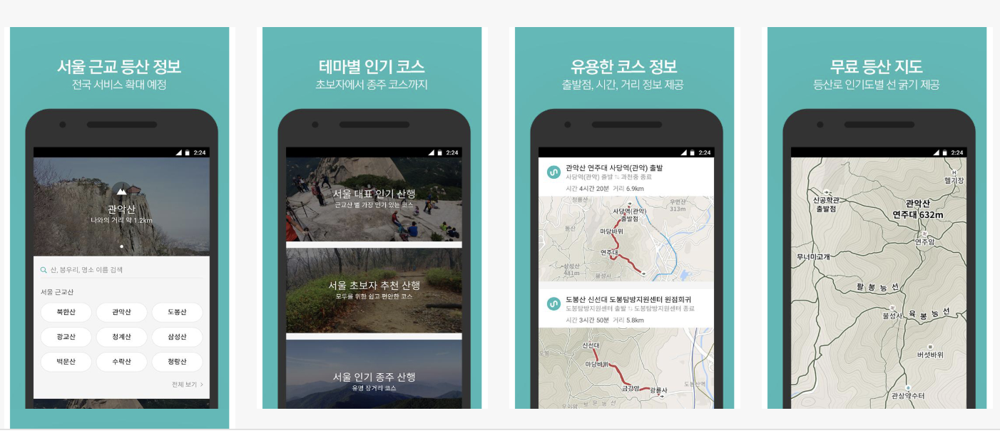 서울 근교 등산 정보
전국 서비스 확대 예정
2:24
관악산
나와의 거리 약 1.2km
산, 봉우리, 명소 이름 검색
서울 근교산
북한산
관악산
도봉산
광교산
청계산
삼성산
백운산
수락산
청량산
전체 보기 >
테마별 인기 코스
초보자에서 종주 코스까지
2:24
서울 대표 인기 산행
근교산 별 가장 인기 있는 코스
서울 초보자 추천 산행
모두를 위한 쉽고 편안한 코스
서울 인기 종주 산행
유명 장거리 코스
유용한 코스 정보
출발점, 시간, 거리 정보 제공
2:24
관악산 연주대 사당역(관악) 출발
사당역(관악) 출발 ⇅ 과천중 종료
시간 4시간 20분 거리 6.9km
청룡산
우면산
313m
사당역(관악)
출발점
돌산
마당바위
연주대
삼성산
481m
불성사
도봉산 신선대 도봉탐방지원센터 원점회귀
도봉탐방지원센터 출발 ⇅ 도봉탐방지원센터 종료
시간 3시간 50분 거리 5.8km
신선대
마당바위
금강암
광륜사
도봉산역
우이암
보문능선
무료 등산 지도
등산로 인기도별 선 굵기 제공
2:24
헬기장
신공학관
출발점
관악산
연주대 632m
연주암
무너미고개
팔봉능선
불성사
육봉능선
버섯바위
관상약수터